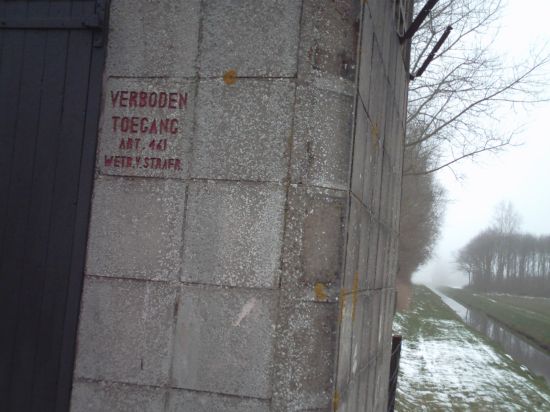 VERBODEN
TOEGANG
ART. 461
WETB. V. STRAFR.